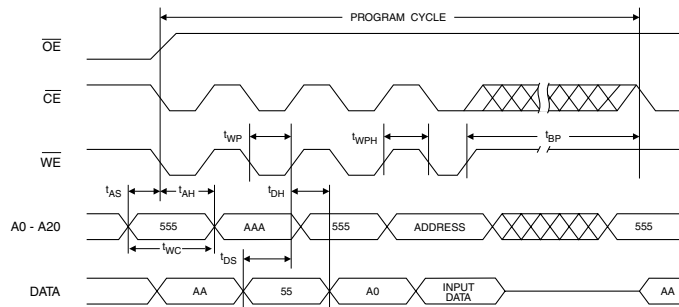 PROGRAM CYCLE
OE
CE
tWP
tWPH
tBP
WE
tAS
tAH
tDH
A0 - A20
555
AAA
555
ADDRESS
555
tWC
tDS
DATA
AA
55
A0
INPUT
DATA
AA